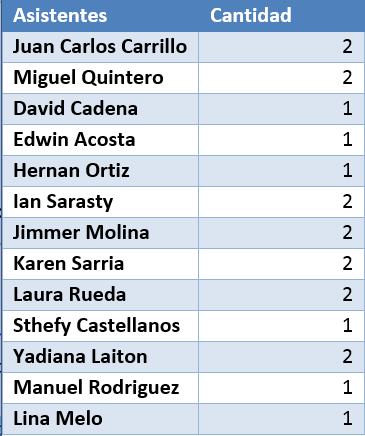 Asistentes Cantidad
Juan Carlos Carrillo 2
Miguel Quintero 2
David Cadena 1
Edwin Acosta 1
Hernan Ortiz 1
Ian Sarasty 2
Jimmer Molina 2
Karen Sarria 2
Laura Rueda 2
Sthefy Castellanos 1
Yadiana Laiton 2
Manuel Rodriguez 1
Lina Melo 1